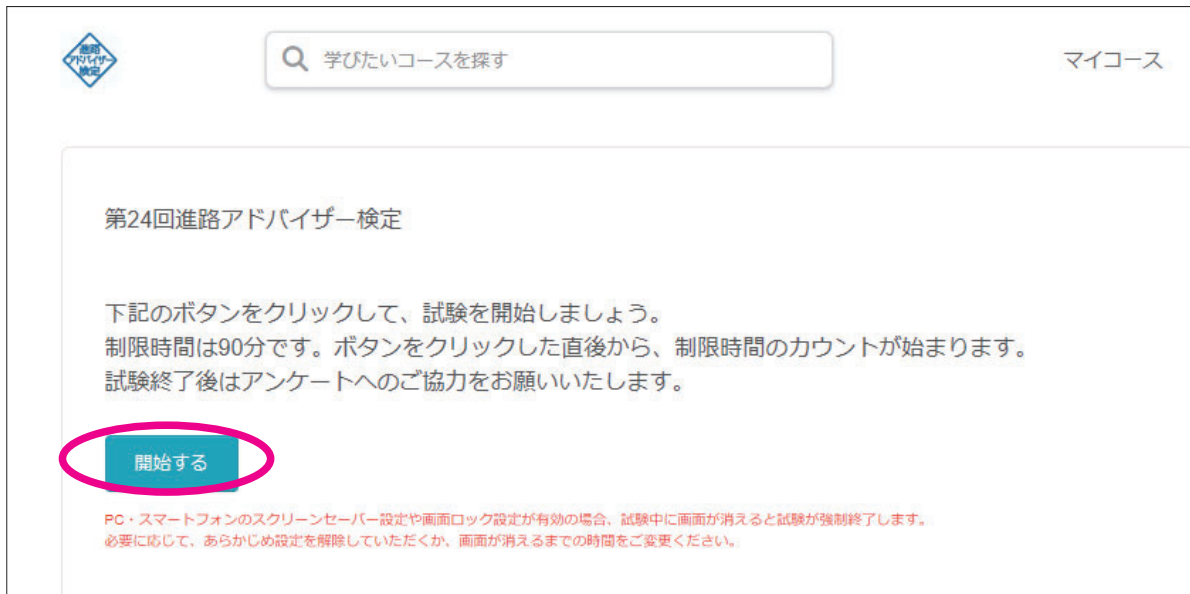 進路
アドバイザー
検定
学びたいコースを探す
マイコース
第24回進路アドバイザー検定
下記のボタンをクリックして、試験を開始しましょう。
制限時間は90分です。ボタンをクリックした直後から、制限時間のカウントが始まります。
試験終了後はアンケートへのご協力をお願いいたします。
開始する
PC・スマートフォンのスクリーンセーバー設定や画面ロック設定が有効の場合、試験中に画面が消えると試験が強制終了します。
必要に応じて、あらかじめ設定を解除していただくか、画面が消えるまでの時間をご変更ください。